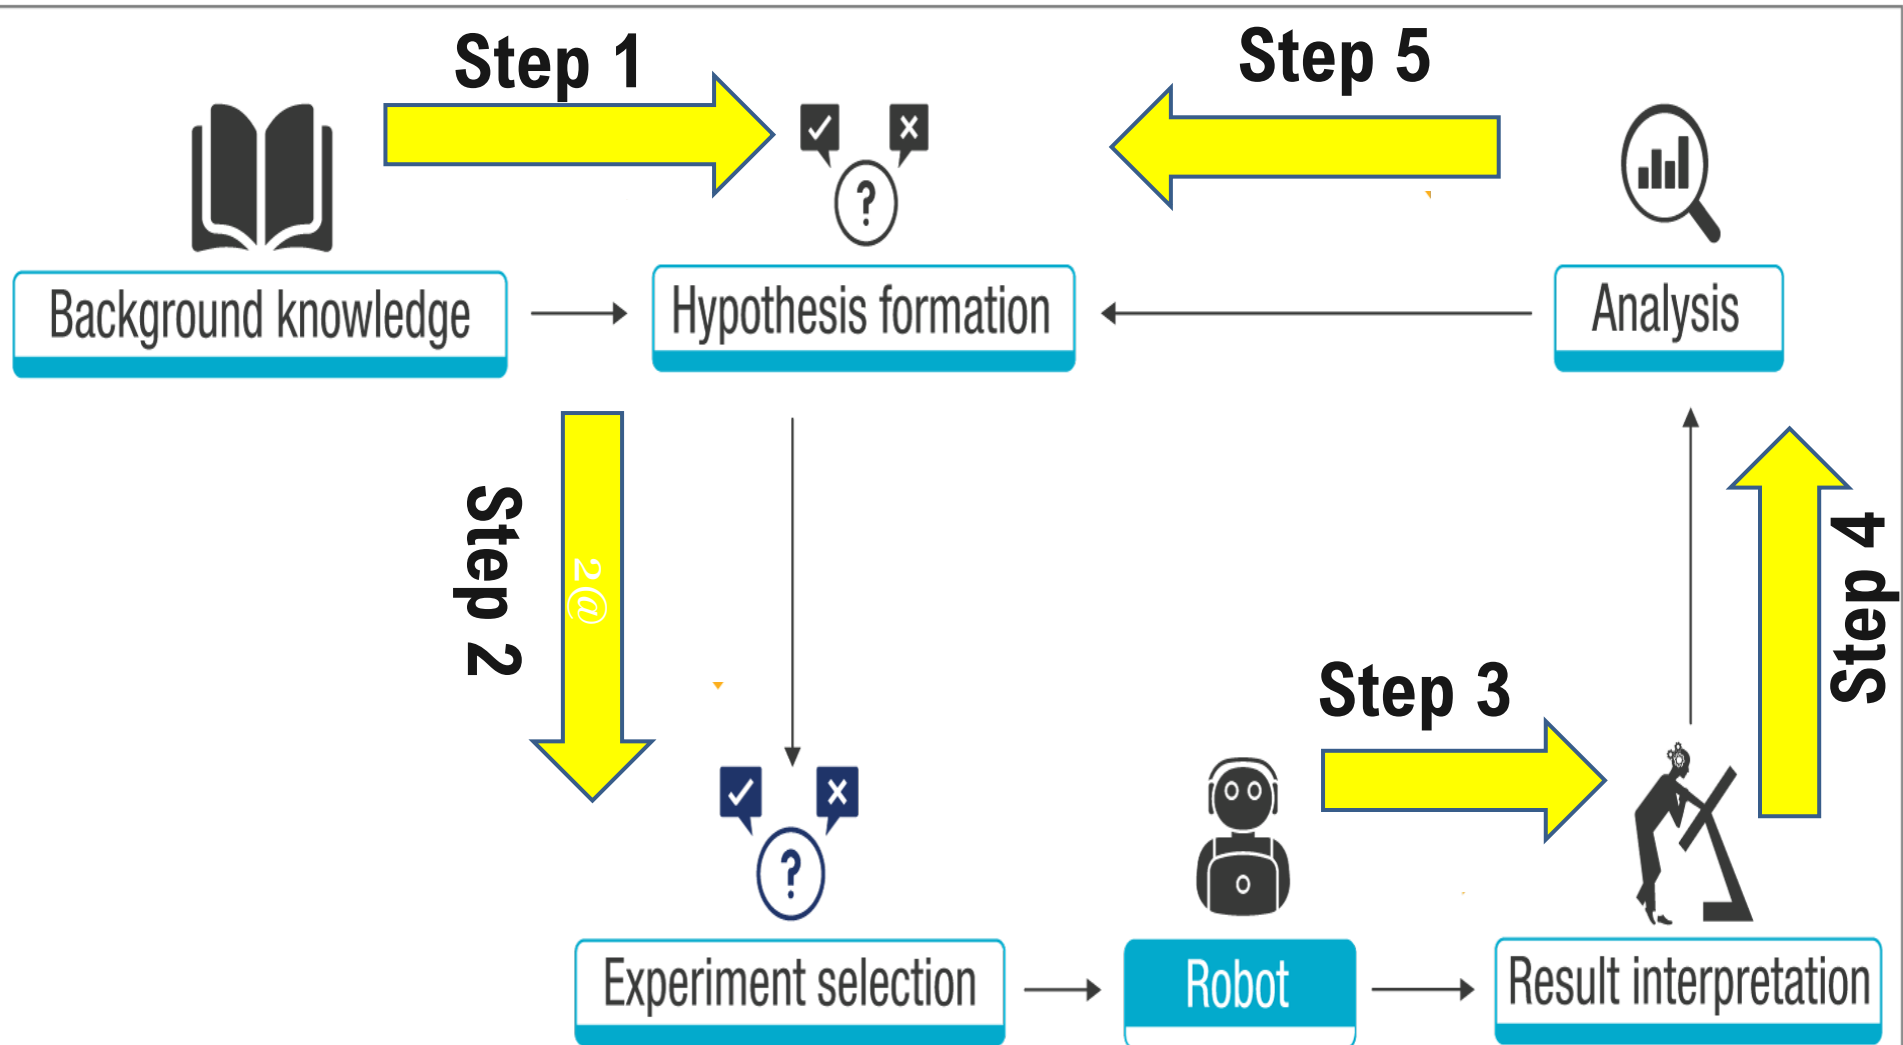 Step 1
Step 5
?
Background knowledge
Hypothesis formation
Analysis
Step 2
2@
Step 4
Step 3
?
Experiment selection
Robot
Result interpretation